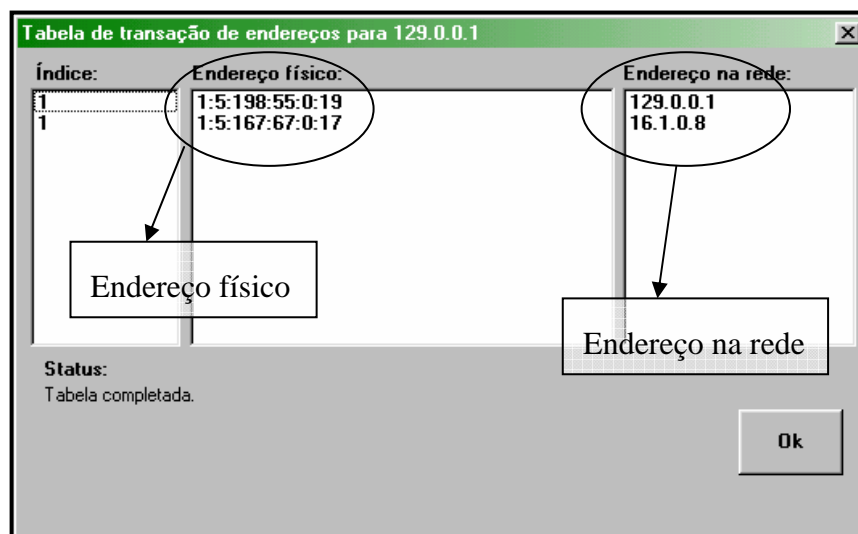 Tabela de transação de endereços para 129.0.0.1
Índice: Endereço físico: Endereço na rede:
1 1:5:198:55:0:19 129.0.0.1
1 1:5:167:67:0:17 16.1.0.8
Endereço físico
Endereço na rede
Status:
Tabela completada.
Ok